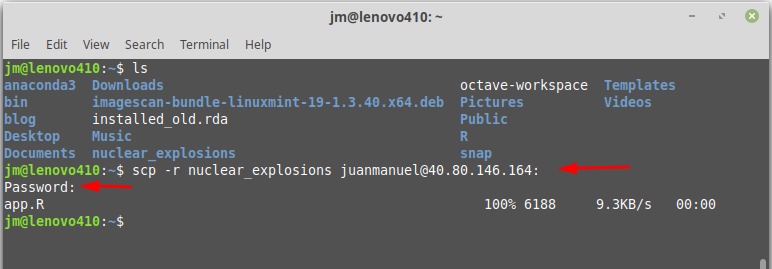 jm@lenovo410: ~
File Edit View Search Terminal Help
jm@lenovo410:~$ ls
anaconda3 Downloads octave-workspace Templates
bin imagescan-bundle-linuxmint-19-1.3.40.x64.deb Pictures Videos
blog installed_old.rda Public
Desktop Music R
Documents nuclear_explosions snap
jm@lenovo410:~$ scp -r nuclear_explosions juanmanuel@40.80.146.164:
Password:
app.R 100% 6188 9.3KB/s 00:00
jm@lenovo410:~$